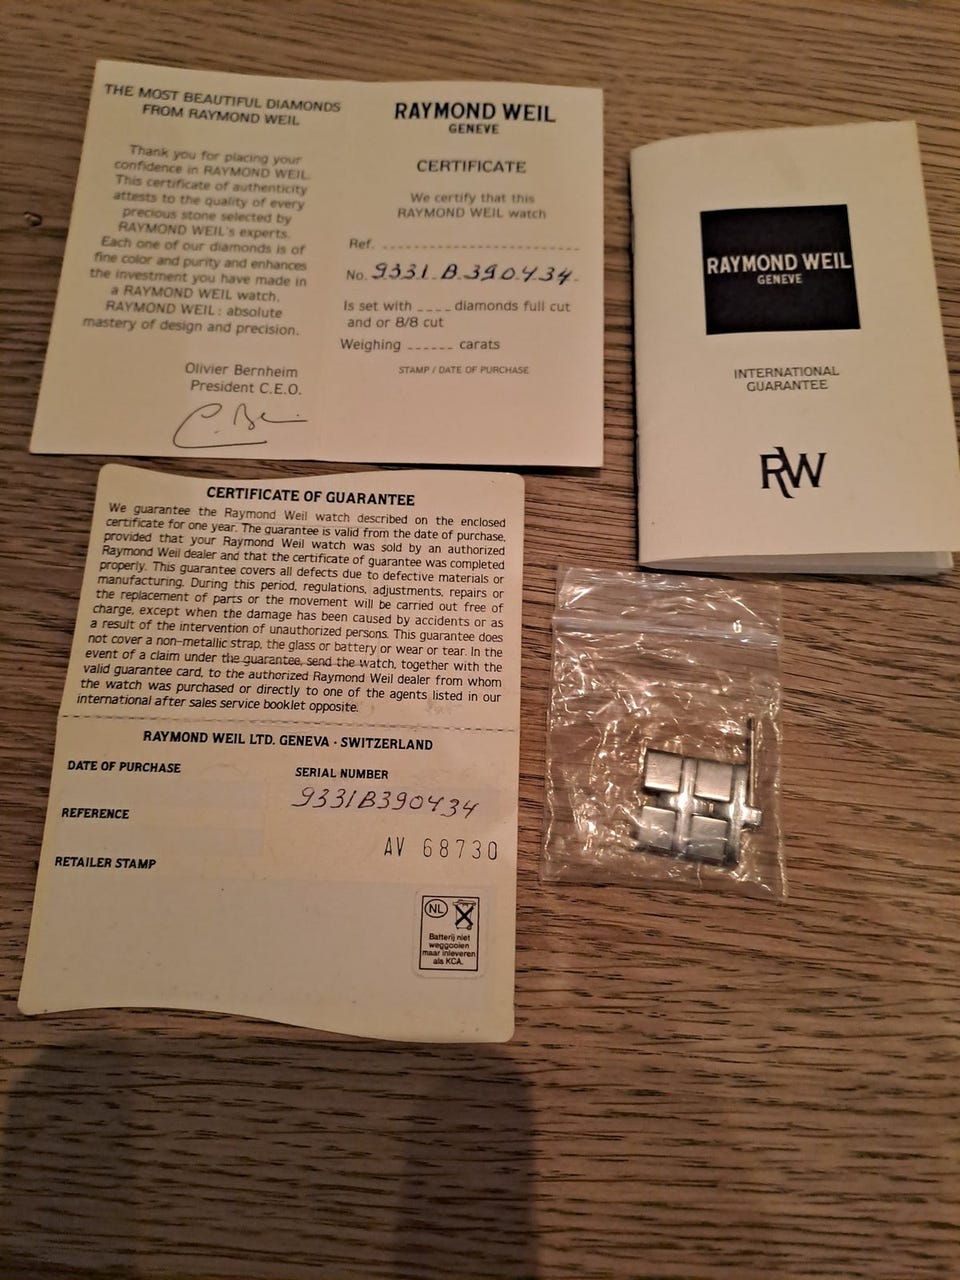 THE MOST BEAUTIFUL DIAMONDS
FROM RAYMOND WEIL
Thank you for placing your
confidence in RAYMOND WEIL.
This certificate of authenticity
attests to the quality of every
precious stone selected by
RAYMOND WEIL's experts.
Each one of our diamonds is of
fine color and purity and enhances
the investment you have made in
a RAYMOND WEIL watch.
RAYMOND WEIL : absolute
mastery of design and precision.
Olivier Bernheim
President C.E.O.
RAYMOND WEIL
GENEVE
CERTIFICATE
We certify that this
RAYMOND WEIL watch
Ref. ______
No. 9331 B 390434
Is set with ____ diamonds full cut
and or 8/8 cut
Weighing ______ carats
STAMP / DATE OF PURCHASE
RAYMOND WEIL
GENEVE
INTERNATIONAL
GUARANTEE
RW
CERTIFICATE OF GUARANTEE
We guarantee the Raymond Weil watch described on the enclosed
certificate for one year. The guarantee is valid from the date of purchase,
provided that your Raymond Weil watch was sold by an authorized
Raymond Weil dealer and that the certificate of guarantee was completed
properly. This guarantee covers all defects due to defective materials or
manufacturing. During this period, regulations, adjustments, repairs or
the replacement of parts or the movement will be carried out free of
charge, except when the damage has been caused by accidents or as
a result of the intervention of unauthorized persons. This guarantee does
not cover a non-metallic strap, the glass or battery or wear or tear. In the
event of a claim under the guarantee, send the watch, together with the
valid guarantee card, to the authorized Raymond Weil dealer from whom
the watch was purchased or directly to one of the agents listed in our
international after sales service booklet opposite.
RAYMOND WEIL LTD. GENEVA · SWITZERLAND
DATE OF PURCHASE
SERIAL NUMBER
9331B390434
REFERENCE
AV 68730
RETAILER STAMP
NL
Batterij niet
weggooien
maar inleveren
als KCA.